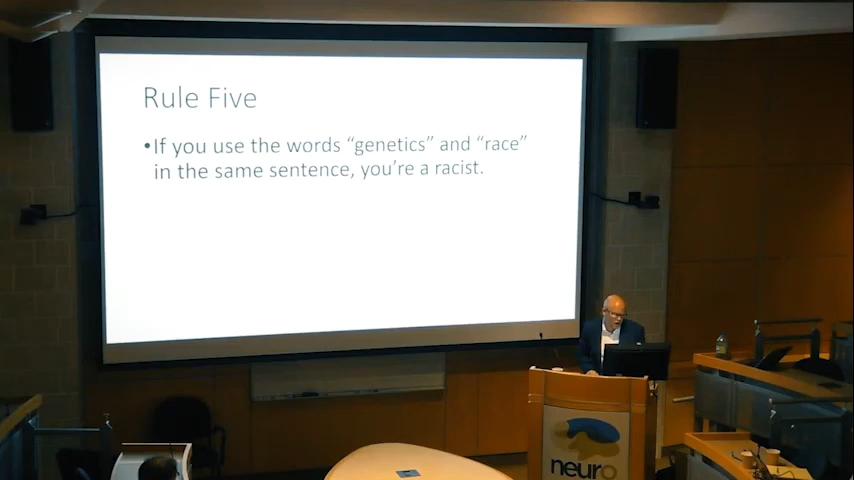 Rule Five
•If you use the words “genetics” and “race”
in the same sentence, you’re a racist.
neuro